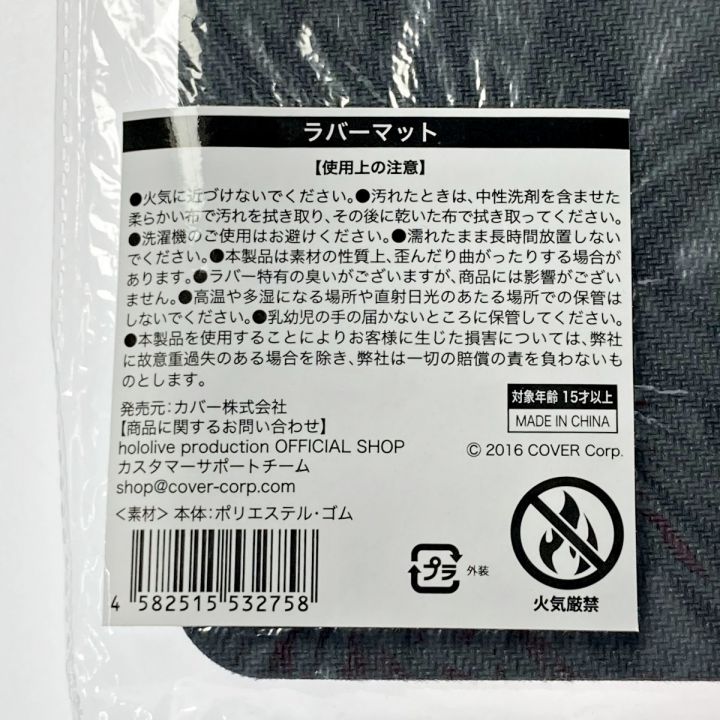 ラバーマット
【使用上の注意】
●火気に近づけないでください。●汚れたときは、中性洗剤を含ませた
柔らかい布で汚れを拭き取り、その後に乾いた布で拭き取ってください。
●洗濯機のご使用はお避けください。●濡れたまま長時間放置しない
でください。●本製品は素材の性質上、歪んだり曲がったりする場合が
あります。●ラバー特有の臭いがございますが、商品には影響がござい
ません。●高温や多湿になる場所や直射日光のあたる場所での保管は
しないでください。●乳幼児の手の届かないところに保管してください。
●本製品を使用することによりお客様に生じた損害については、弊社
に故意重過失のある場合を除き、弊社は一切の賠償の責を負わないも
のとします。
発売元：カバー株式会社
【商品に関するお問い合わせ】
hololive production OFFICIAL SHOP
カスタマーサポートチーム
shop@cover-corp.com
対象年齢 15才以上
MADE IN CHINA
© 2016 COVER Corp.
＜素材＞本体：ポリエステル・ゴム
4 582515 532758
プラ 外装
火気厳禁